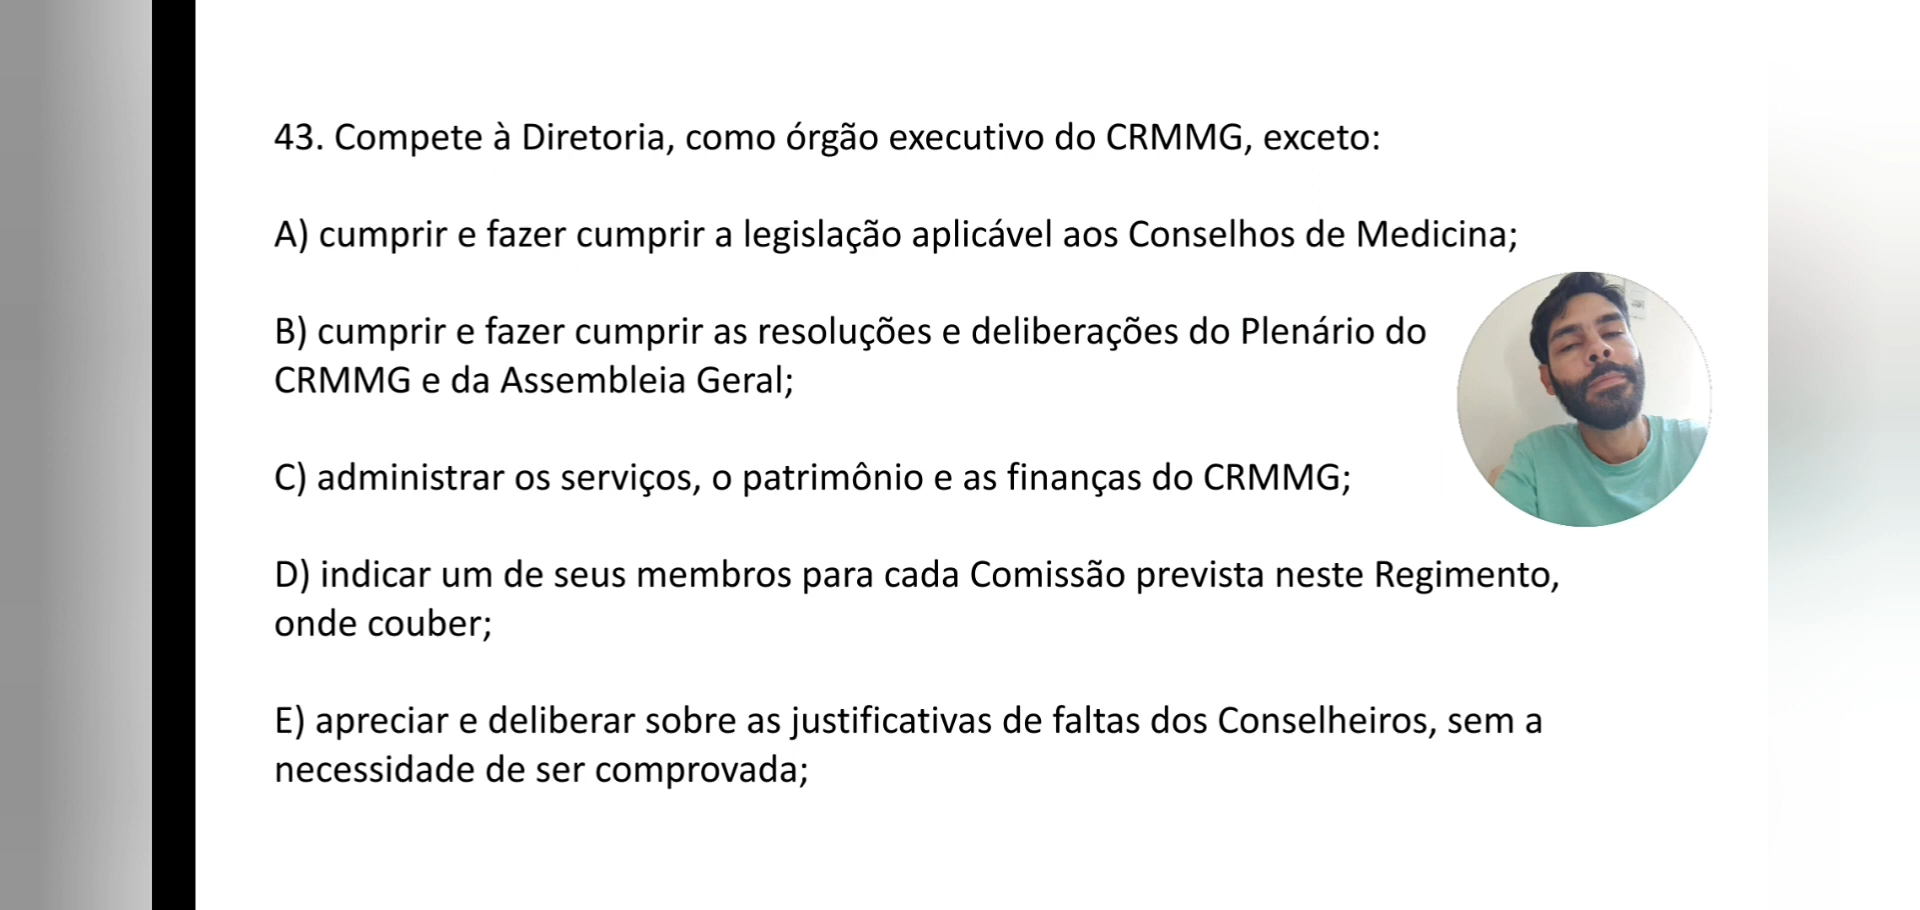 43. Compete à Diretoria, como órgão executivo do CRMMG, exceto:
A) cumprir e fazer cumprir a legislação aplicável aos Conselhos de Medicina;
B) cumprir e fazer cumprir as resoluções e deliberações do Plenário do
CRMMG e da Assembleia Geral;
C) administrar os serviços, o patrimônio e as finanças do CRMMG;
D) indicar um de seus membros para cada Comissão prevista neste Regimento,
onde couber;
E) apreciar e deliberar sobre as justificativas de faltas dos Conselheiros, sem a
necessidade de ser comprovada;